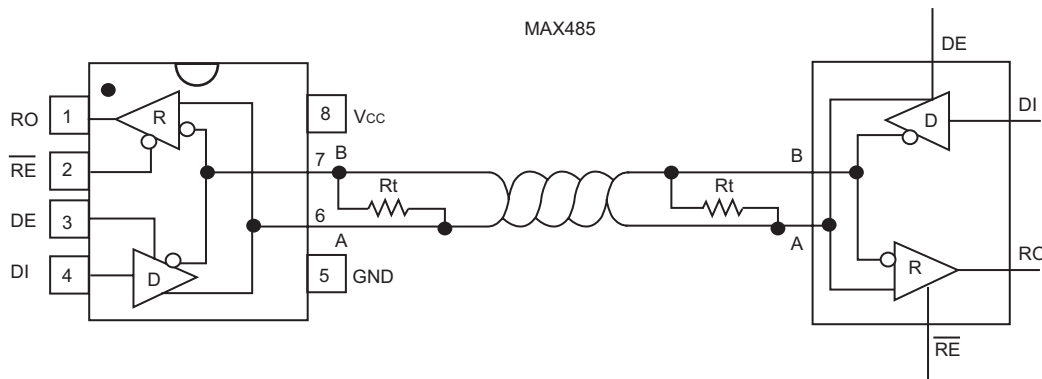 MAX485
DE
RO 1 R 8 Vcc D DI
RE 2 7 B B
Rt Rt
DE 3 6 A A
DI 4 D 5 GND R RO
RE